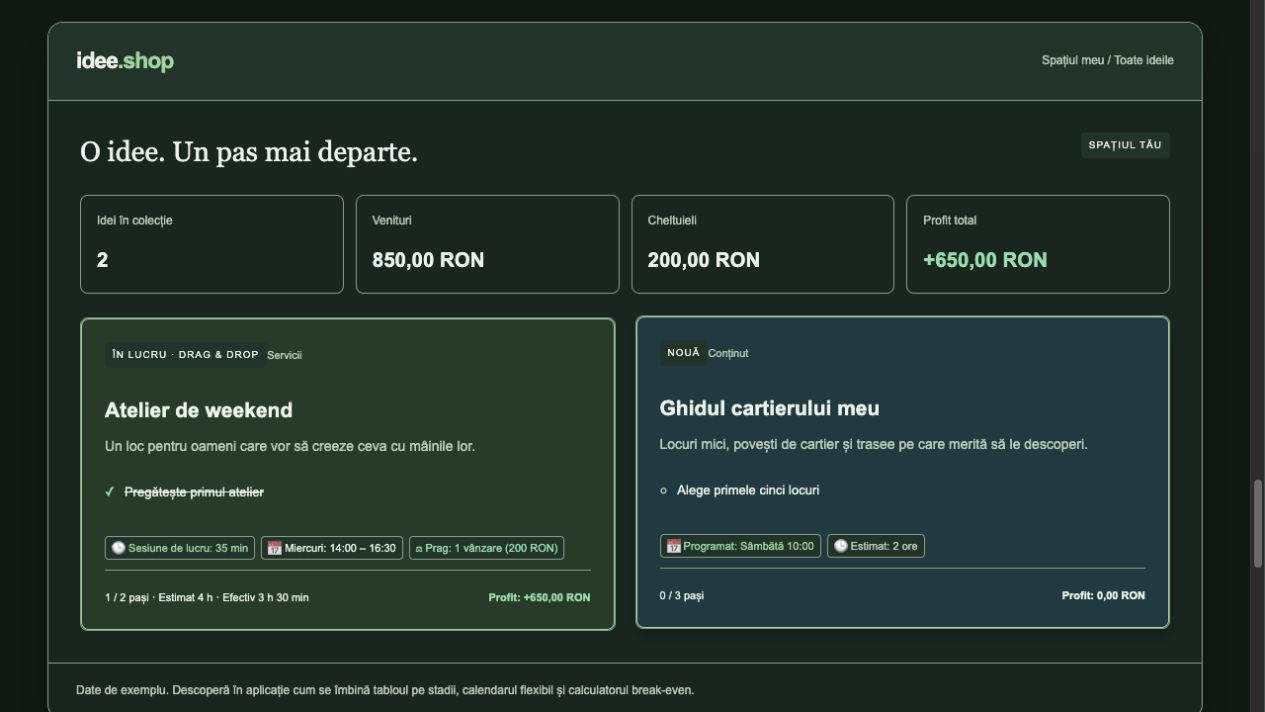 idee.shop
Spațiul meu / Toate ideile
O idee. Un pas mai departe.
SPAȚIUL TĂU
Idei în colecție
2
Venituri
850,00 RON
Cheltuieli
200,00 RON
Profit total
+650,00 RON
ÎN LUCRU · DRAG & DROP Servicii
Atelier de weekend
Un loc pentru oameni care vor să creeze ceva cu mâinile lor.
✓ Pregătește primul atelier
🕒 Sesiune de lucru: 35 min
📅 Miercuri: 14:00 – 16:30
⚖ Prag: 1 vânzare (200 RON)
1 / 2 pași · Estimat 4 h · Efectiv 3 h 30 min
Profit: +650,00 RON
NOUĂ Conținut
Ghidul cartierului meu
Locuri mici, povești de cartier și trasee pe care merită să le descoperi.
○ Alege primele cinci locuri
📅 Programat: Sâmbătă 10:00
🕒 Estimat: 2 ore
0 / 3 pași
Profit: 0,00 RON
Date de exemplu. Descoperă în aplicație cum se îmbină tabloul pe stadii, calendarul flexibil și calculatorul break-even.